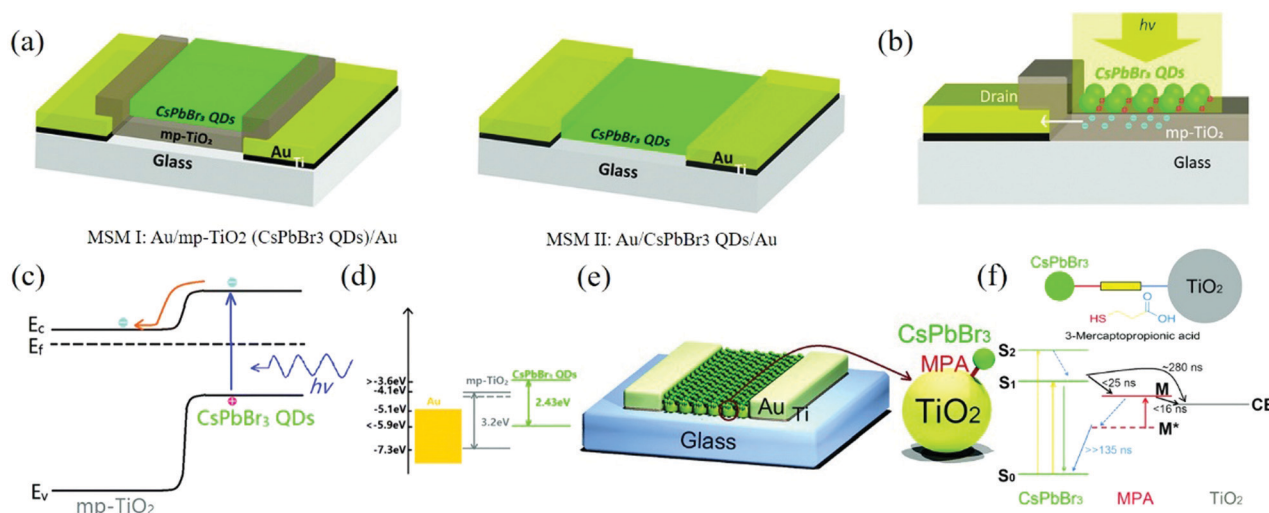 (a)
CsPbBr₃ QDs
mp-TiO₂
Au
Ti
Glass
MSM I: Au/mp-TiO2 (CsPbBr3 QDs)/Au
CsPbBr₃ QDs
Au
Ti
Glass
MSM II: Au/CsPbBr3 QDs/Au
(b)
hν
CsPbBr₃ QDs
Drain
mp-TiO₂
Glass
(c)
Ec
Ef
hν
CsPbBr₃ QDs
Ev
mp-TiO₂
(d)
>-3.6eV
-4.1eV
-5.1eV
<-5.9eV
-7.3eV
Au
mp-TiO₂
3.2eV
CsPbBr₃ QDs
2.43eV
(e)
Au
Ti
Glass
CsPbBr₃
MPA
TiO₂
(f)
CsPbBr₃
TiO₂
HS
O
OH
3-Mercaptopropionic acid
S₂
S₁
S₀
~280 ns
<25 ns
M
<16 ns
CB
M*
>>135 ns
CsPbBr₃
MPA
TiO₂